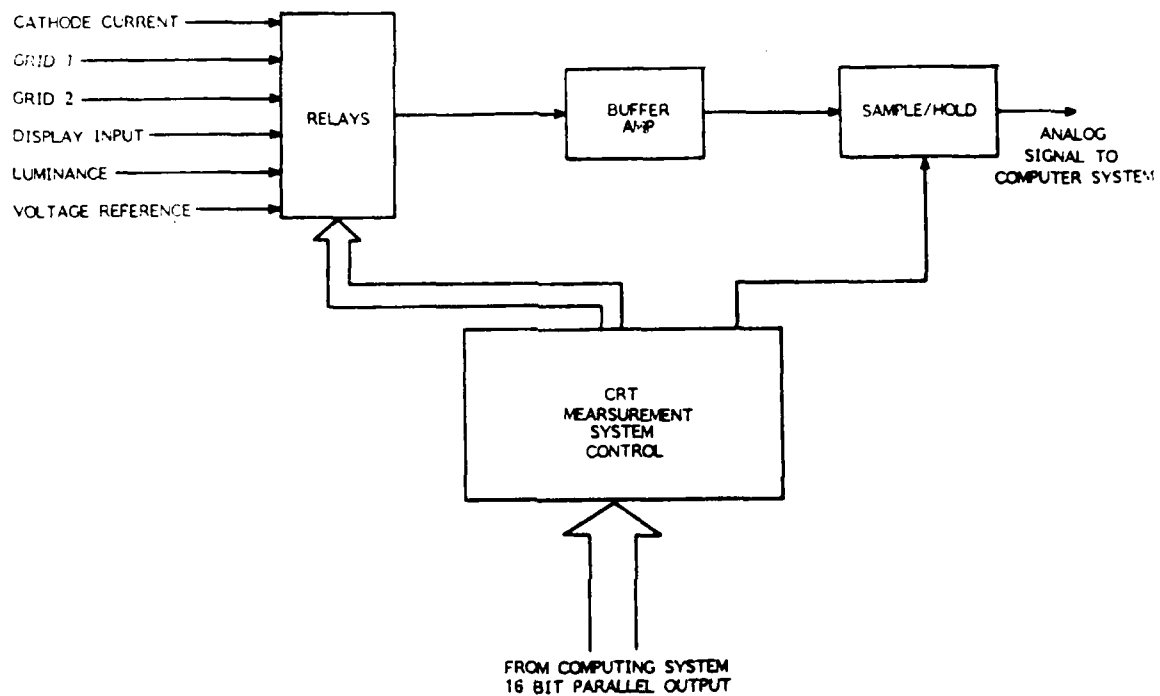 CATHODE CURRENT
GRID 1
GRID 2
DISPLAY INPUT
LUMINANCE
VOLTAGE REFERENCE
RELAYS
BUFFER
AMP
SAMPLE/HOLD
ANALOG
SIGNAL TO
COMPUTER SYSTEM
CRT
MEARSUREMENT
SYSTEM
CONTROL
FROM COMPUTING SYSTEM
16 BIT PARALLEL OUTPUT